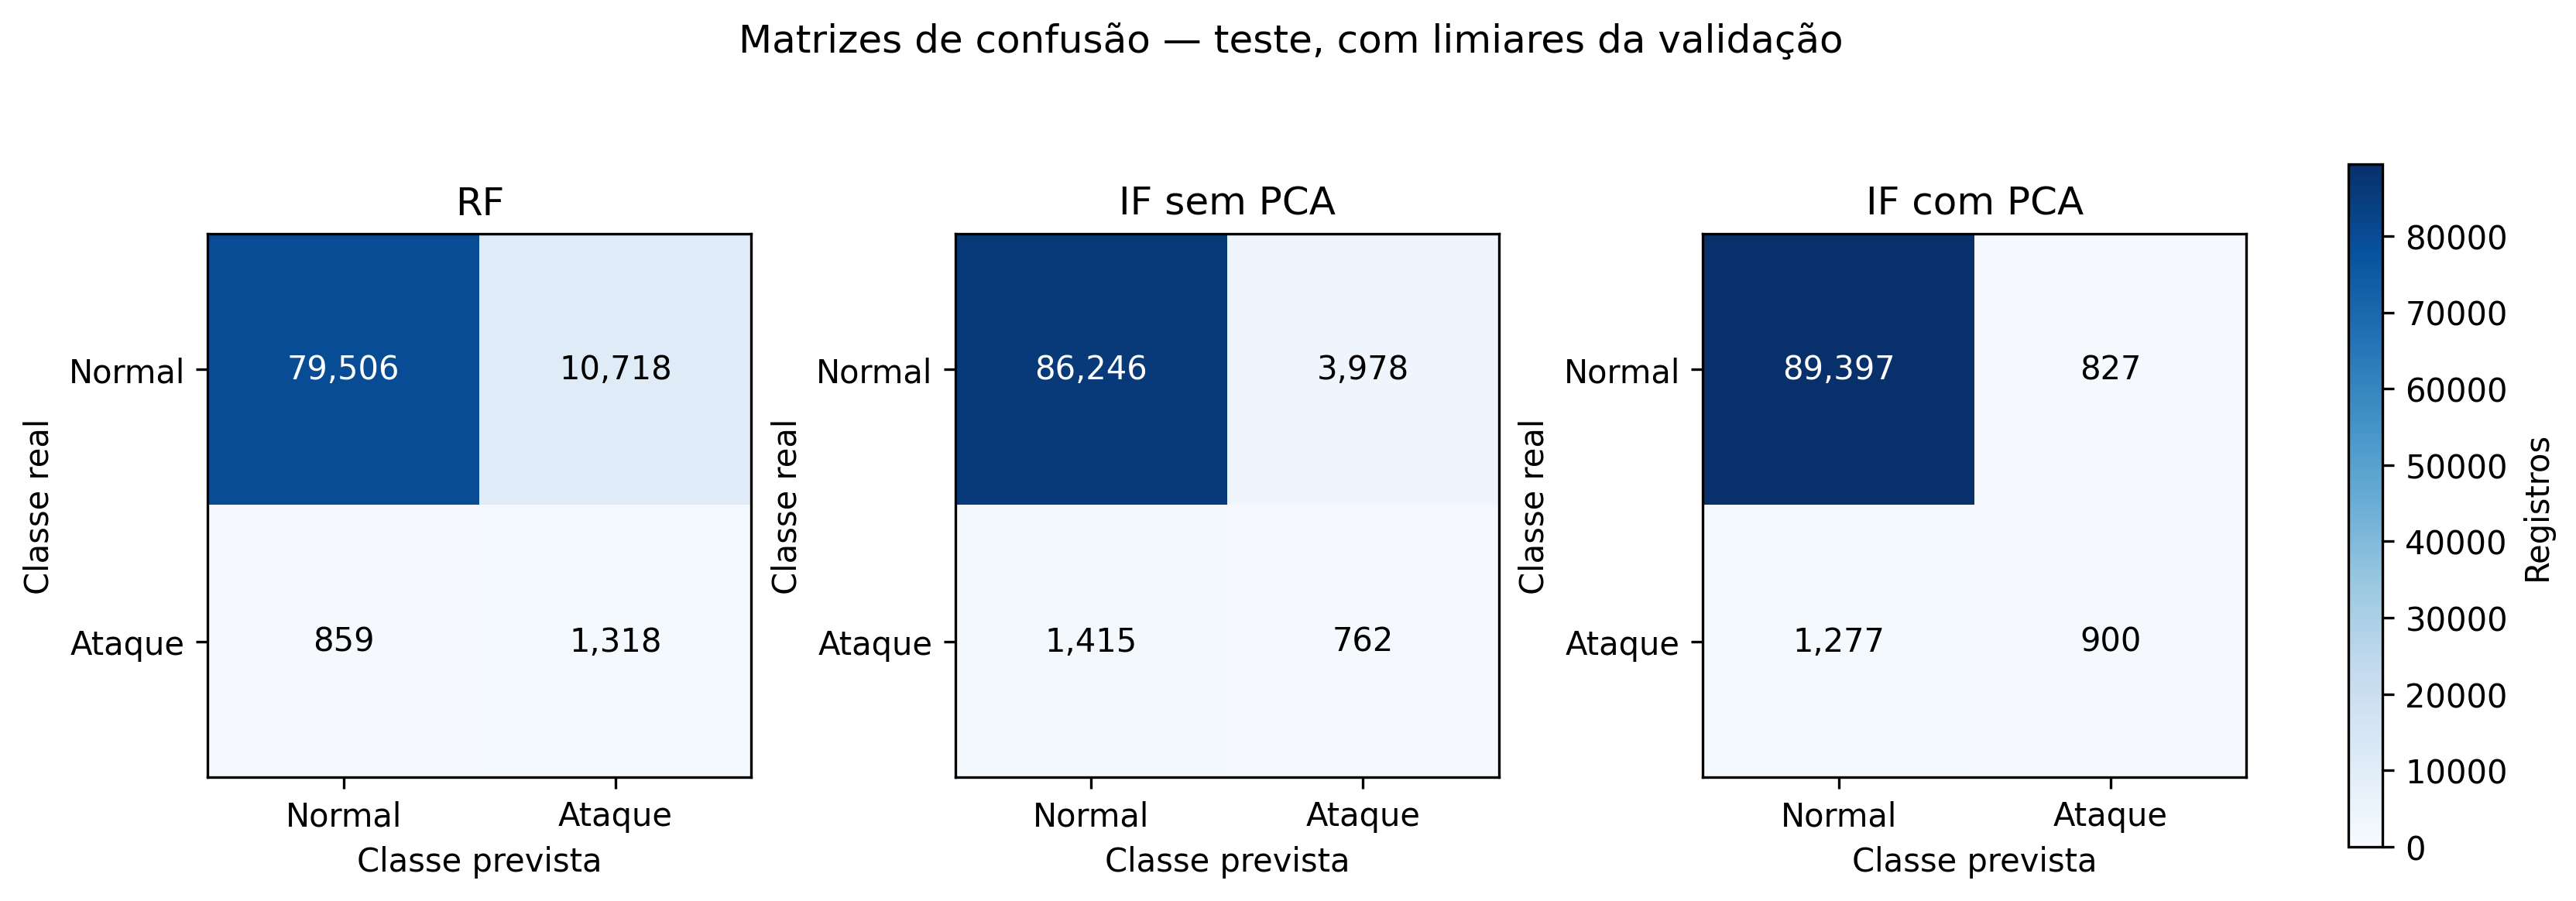 Matrizes de confusão — teste, com limiares da validação
RF
Classe real
Normal
Ataque
79,506
10,718
859
1,318
Normal
Ataque
Classe prevista
IF sem PCA
Classe real
Normal
Ataque
86,246
3,978
1,415
762
Normal
Ataque
Classe prevista
IF com PCA
Classe real
Normal
Ataque
89,397
827
1,277
900
Normal
Ataque
Classe prevista
80000
70000
60000
50000
40000
30000
20000
10000
0
Registros